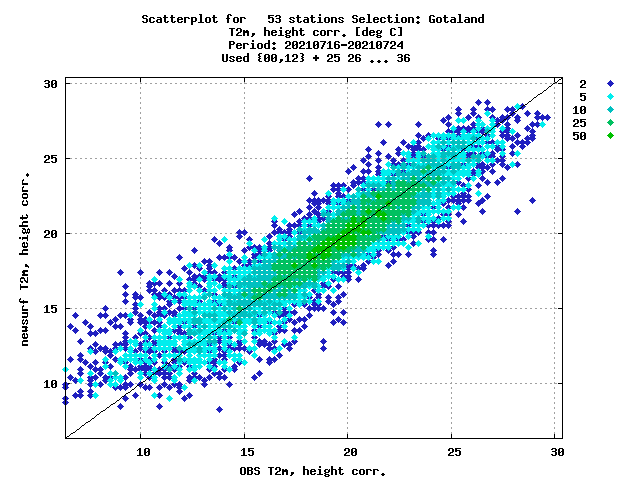 Scatterplot for   53 stations Selection: Gotaland
T2m, height corr. [deg C]
Period: 20210716-20210724
Used {00,12} + 25 26 ... 36
30
25
20
15
10
newsurf T2m, height corr.
10 15 20 25 30
OBS T2m, height corr.
2
5
10
25
50